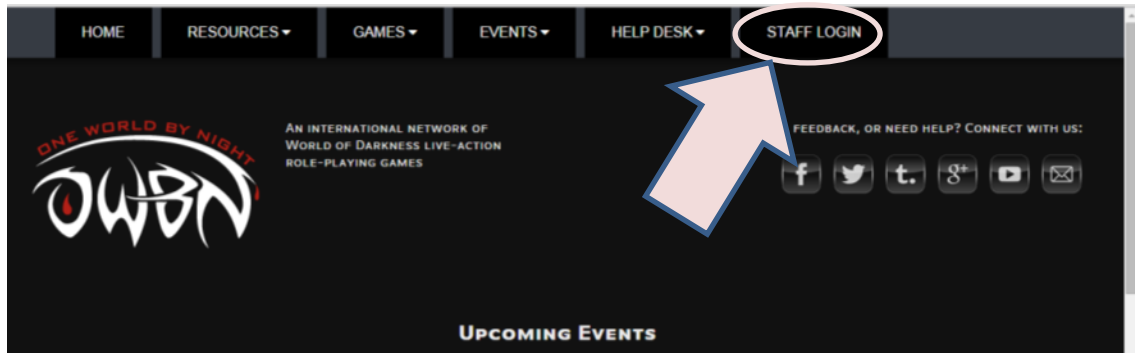 HOME RESOURCES GAMES EVENTS HELP DESK STAFF LOGIN
ONE WORLD BY NIGHT
OWBN
AN INTERNATIONAL NETWORK OF
WORLD OF DARKNESS LIVE-ACTION
ROLE-PLAYING GAMES
FEEDBACK, OR NEED HELP? CONNECT WITH US:
f t. g+
UPCOMING EVENTS